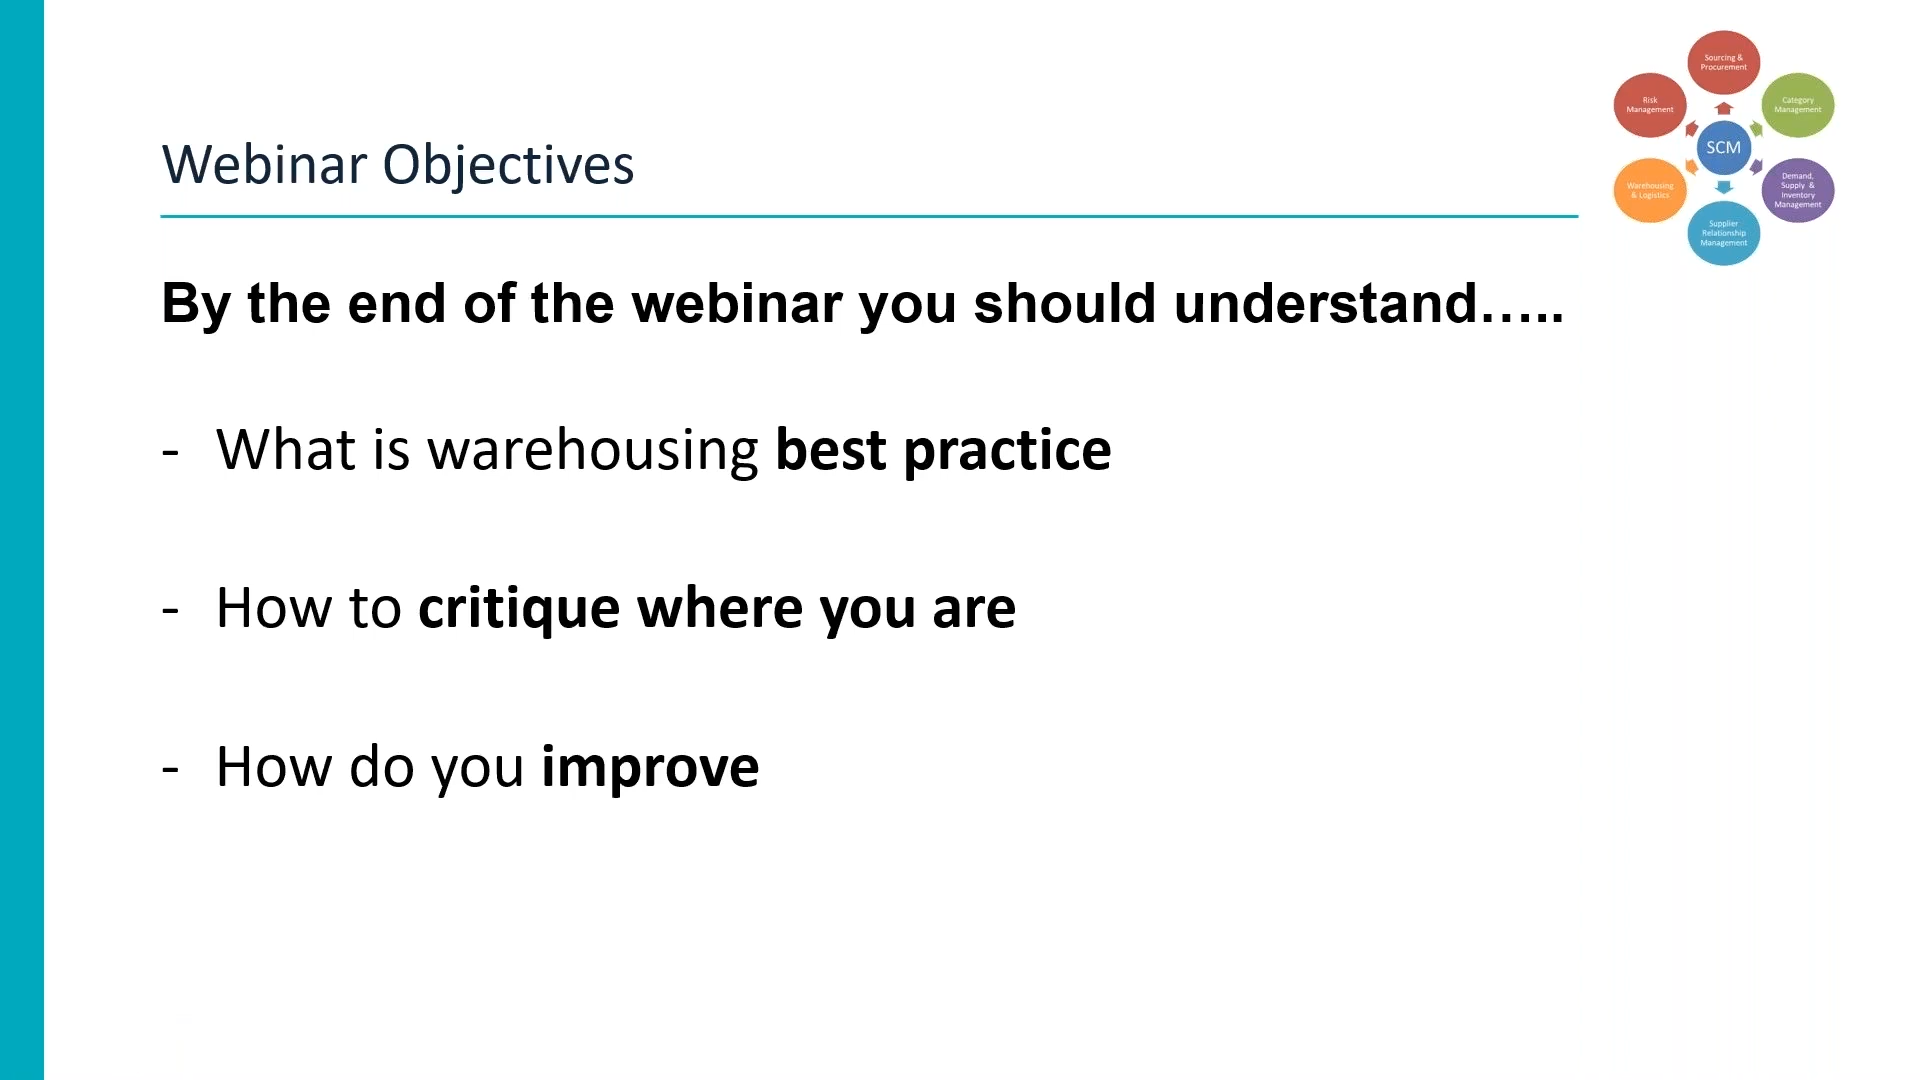 Webinar Objectives
By the end of the webinar you should understand…..
- What is warehousing best practice
- How to critique where you are
- How do you improve
Sourcing &
Procurement
Category
Management
Demand,
Supply &
Inventory
Management
Supplier
Relationship
Management
Warehousing
& Logistics
Risk
Management
SCM